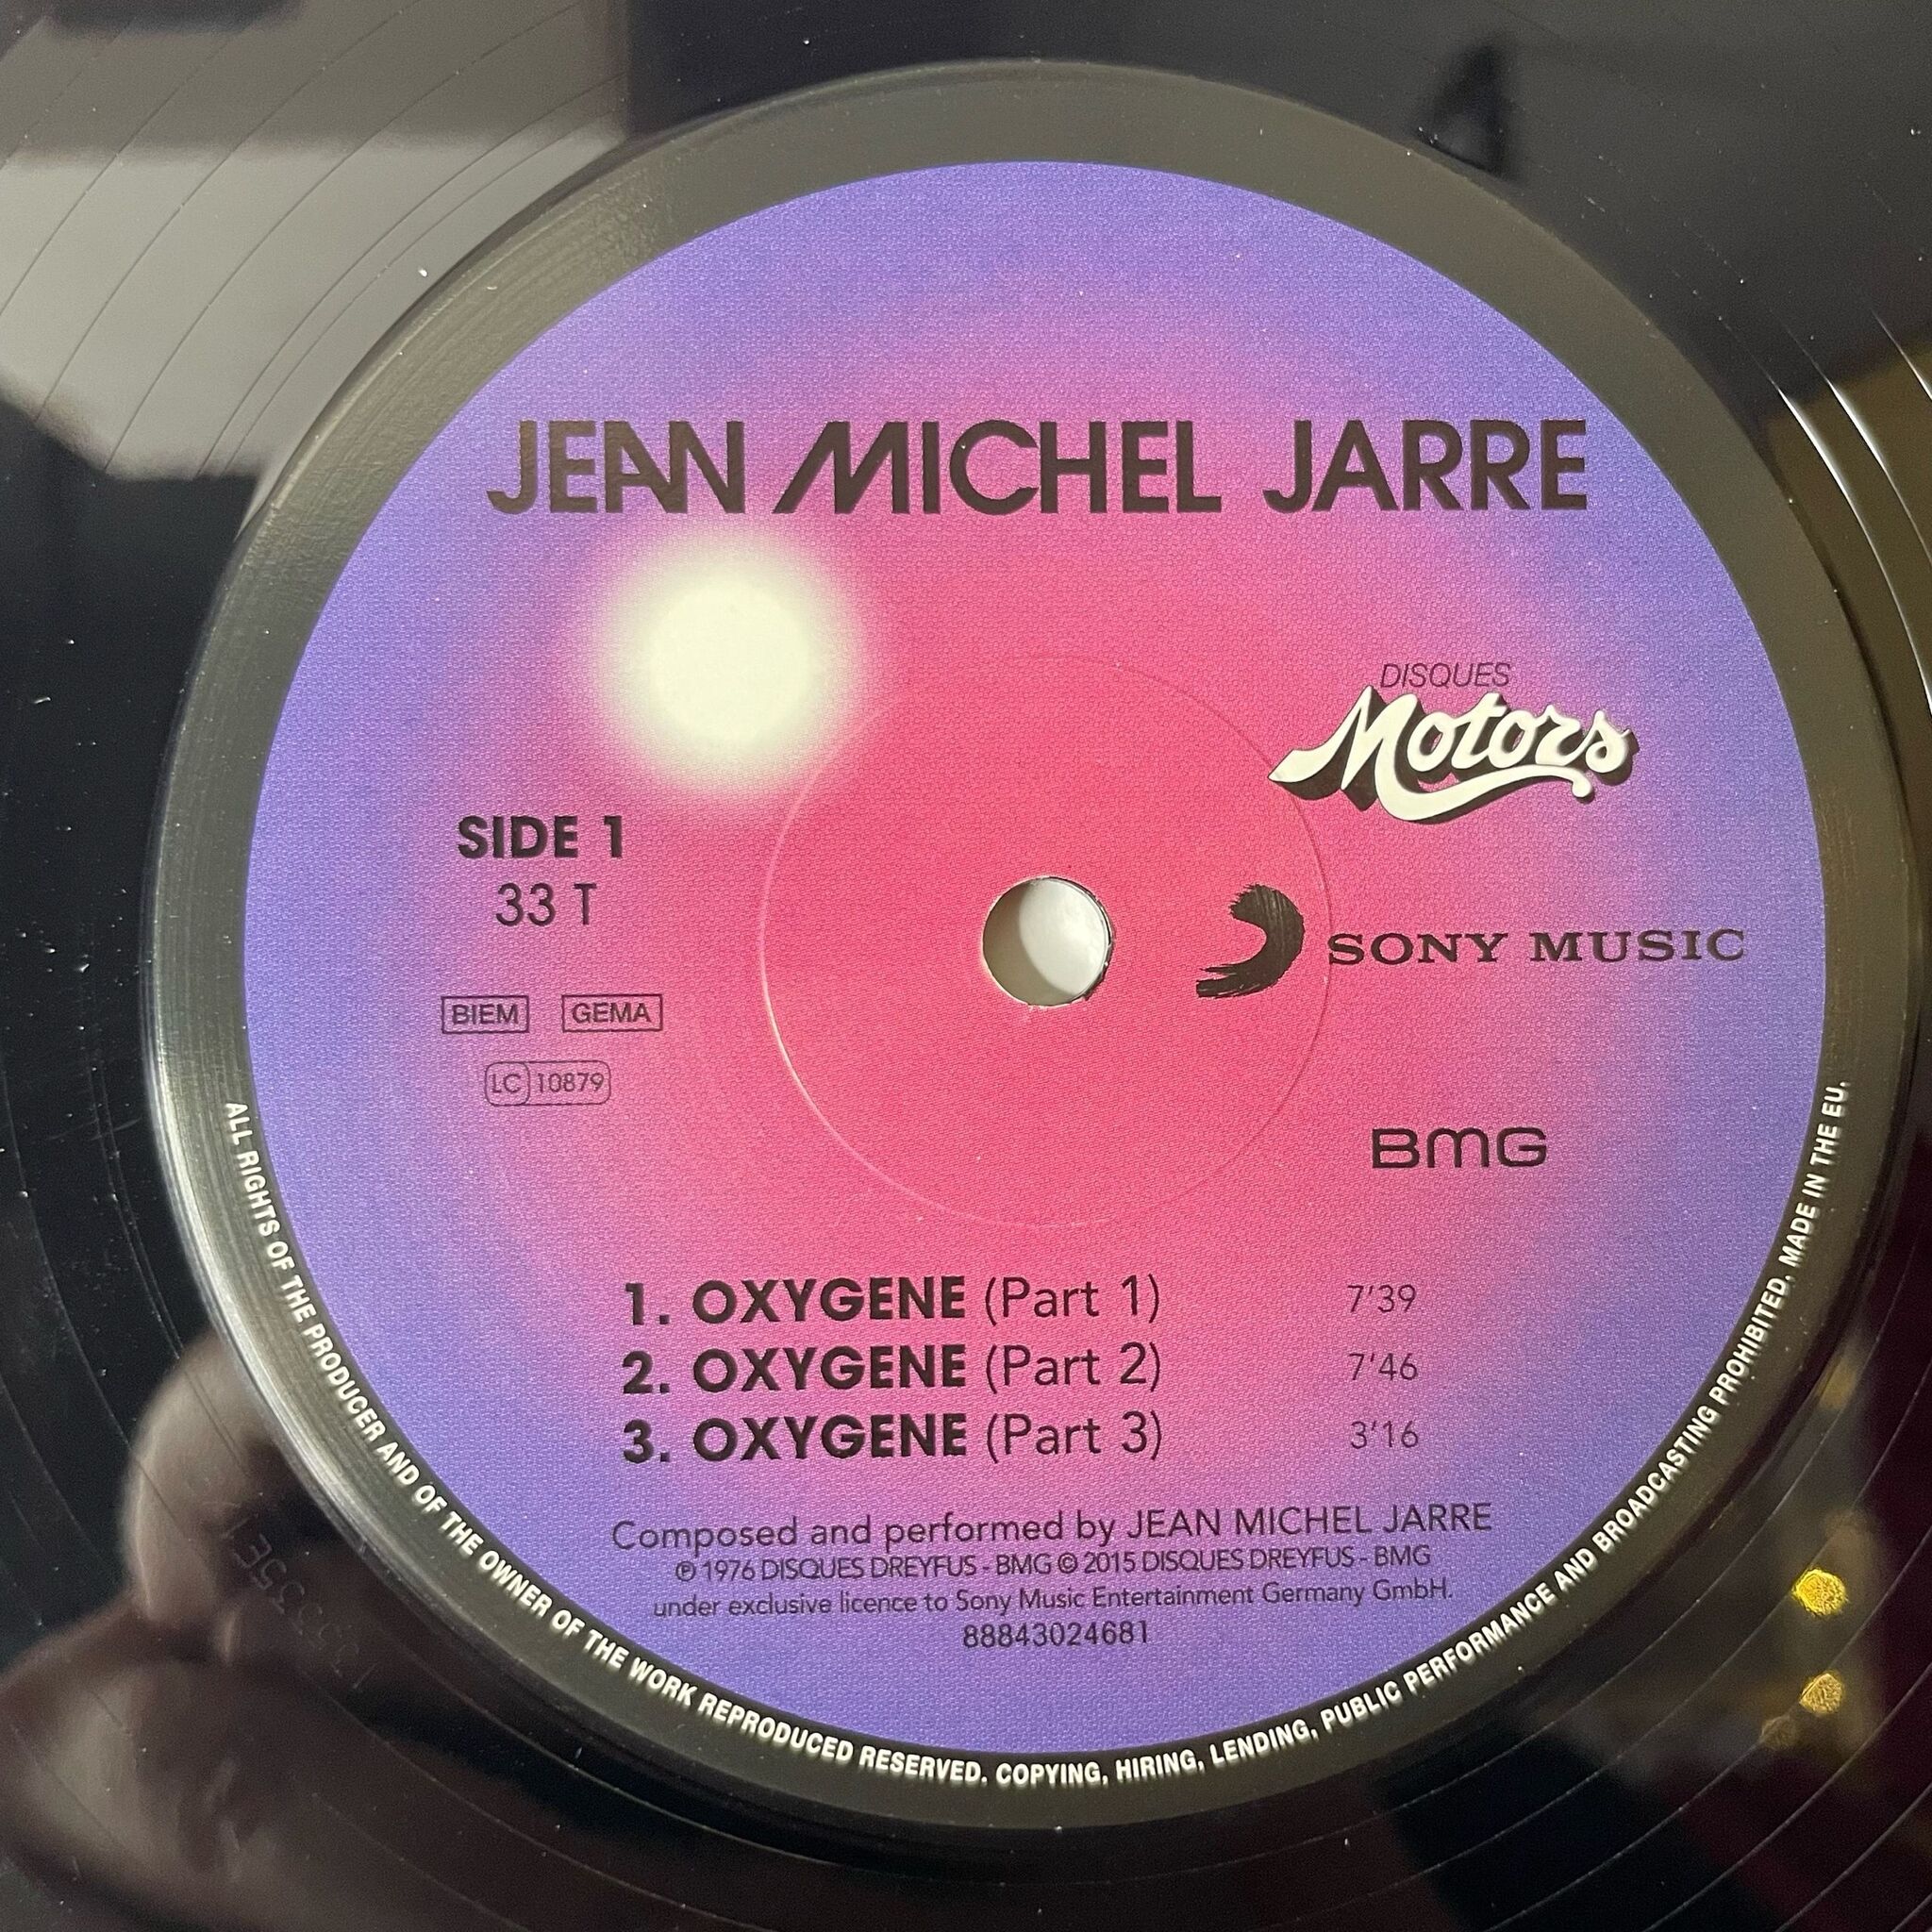 JEAN MICHEL JARRE
DISQUES
Motors
SIDE 1
33 T
SONY MUSIC
BIEM GEMA
LC 10879
BMG
1. OXYGENE (Part 1) 7'39
2. OXYGENE (Part 2) 7'46
3. OXYGENE (Part 3) 3'16
Composed and performed by JEAN MICHEL JARRE
℗ 1976 DISQUES DREYFUS - BMG © 2015 DISQUES DREYFUS - BMG
under exclusive licence to Sony Music Entertainment Germany GmbH.
88843024681
ALL RIGHTS OF THE PRODUCER AND OF THE OWNER OF THE WORK REPRODUCED RESERVED. COPYING, HIRING, LENDING, PUBLIC PERFORMANCE AND BROADCASTING PROHIBITED. MADE IN THE EU.